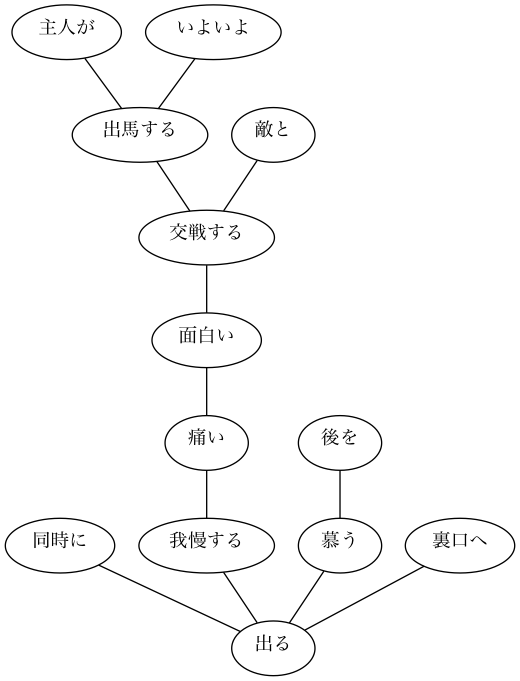 主人が
いよいよ
出馬する
敵と
交戦する
面白い
痛い
後を
同時に
我慢する
慕う
裏口へ
出る